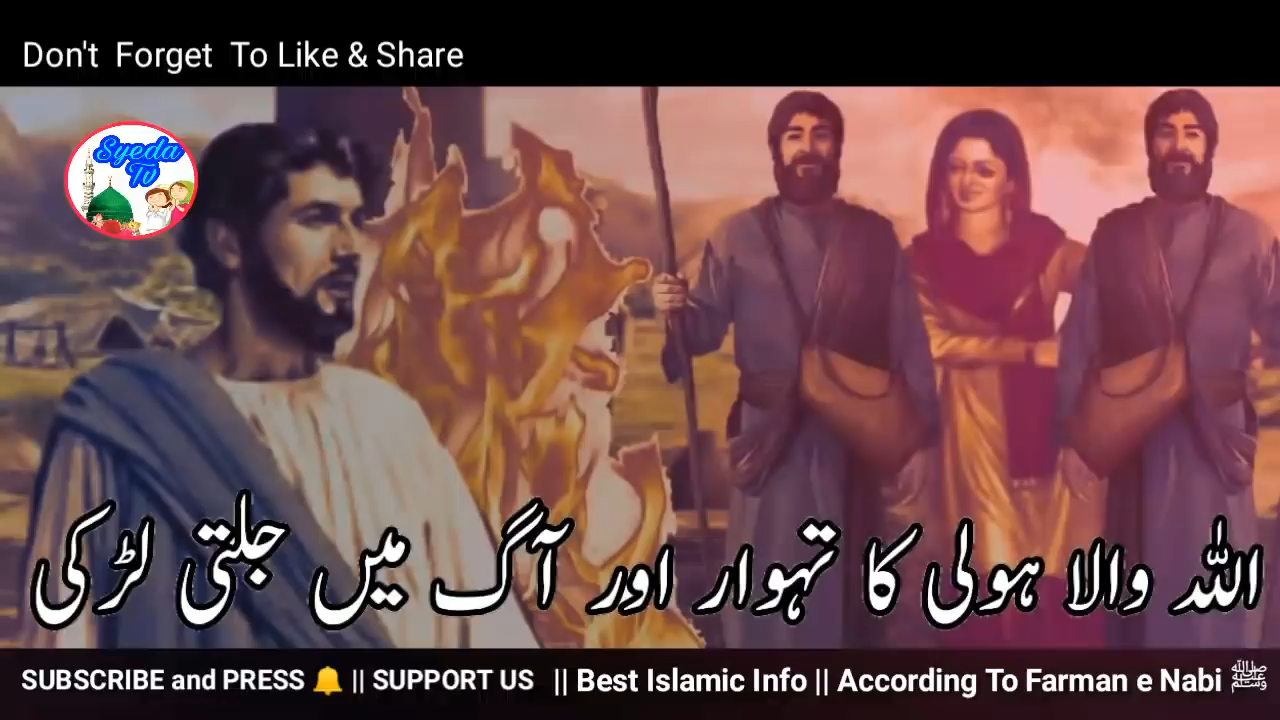 Don't Forget To Like & Share
Syeda
Tv
اللہ والا ہولی کا تہوار اور آگ میں جلتی لڑکی
SUBSCRIBE and PRESS 🔔 || SUPPORT US || Best Islamic Info || According To Farman e Nabi ﷺ